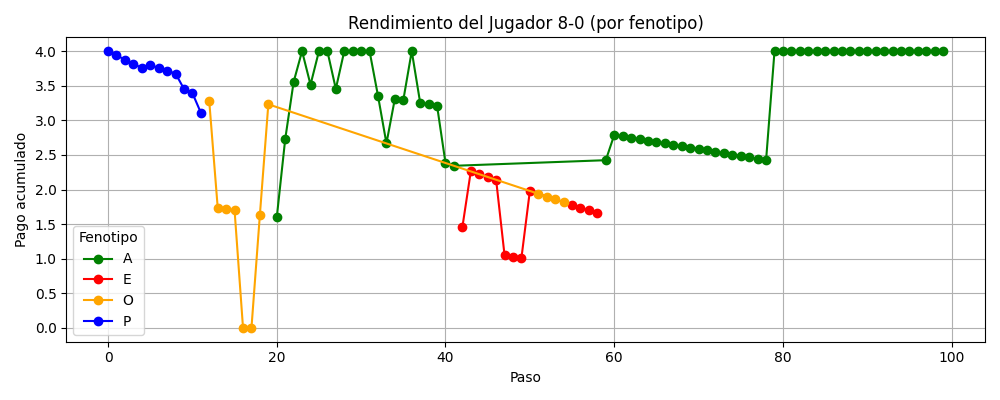 Rendimiento del Jugador 8-0 (por fenotipo)
Pago acumulado
4.0
3.5
3.0
2.5
2.0
1.5
1.0
0.5
0.0
Fenotipo
A
E
O
P
0 20 40 60 80 100
Paso